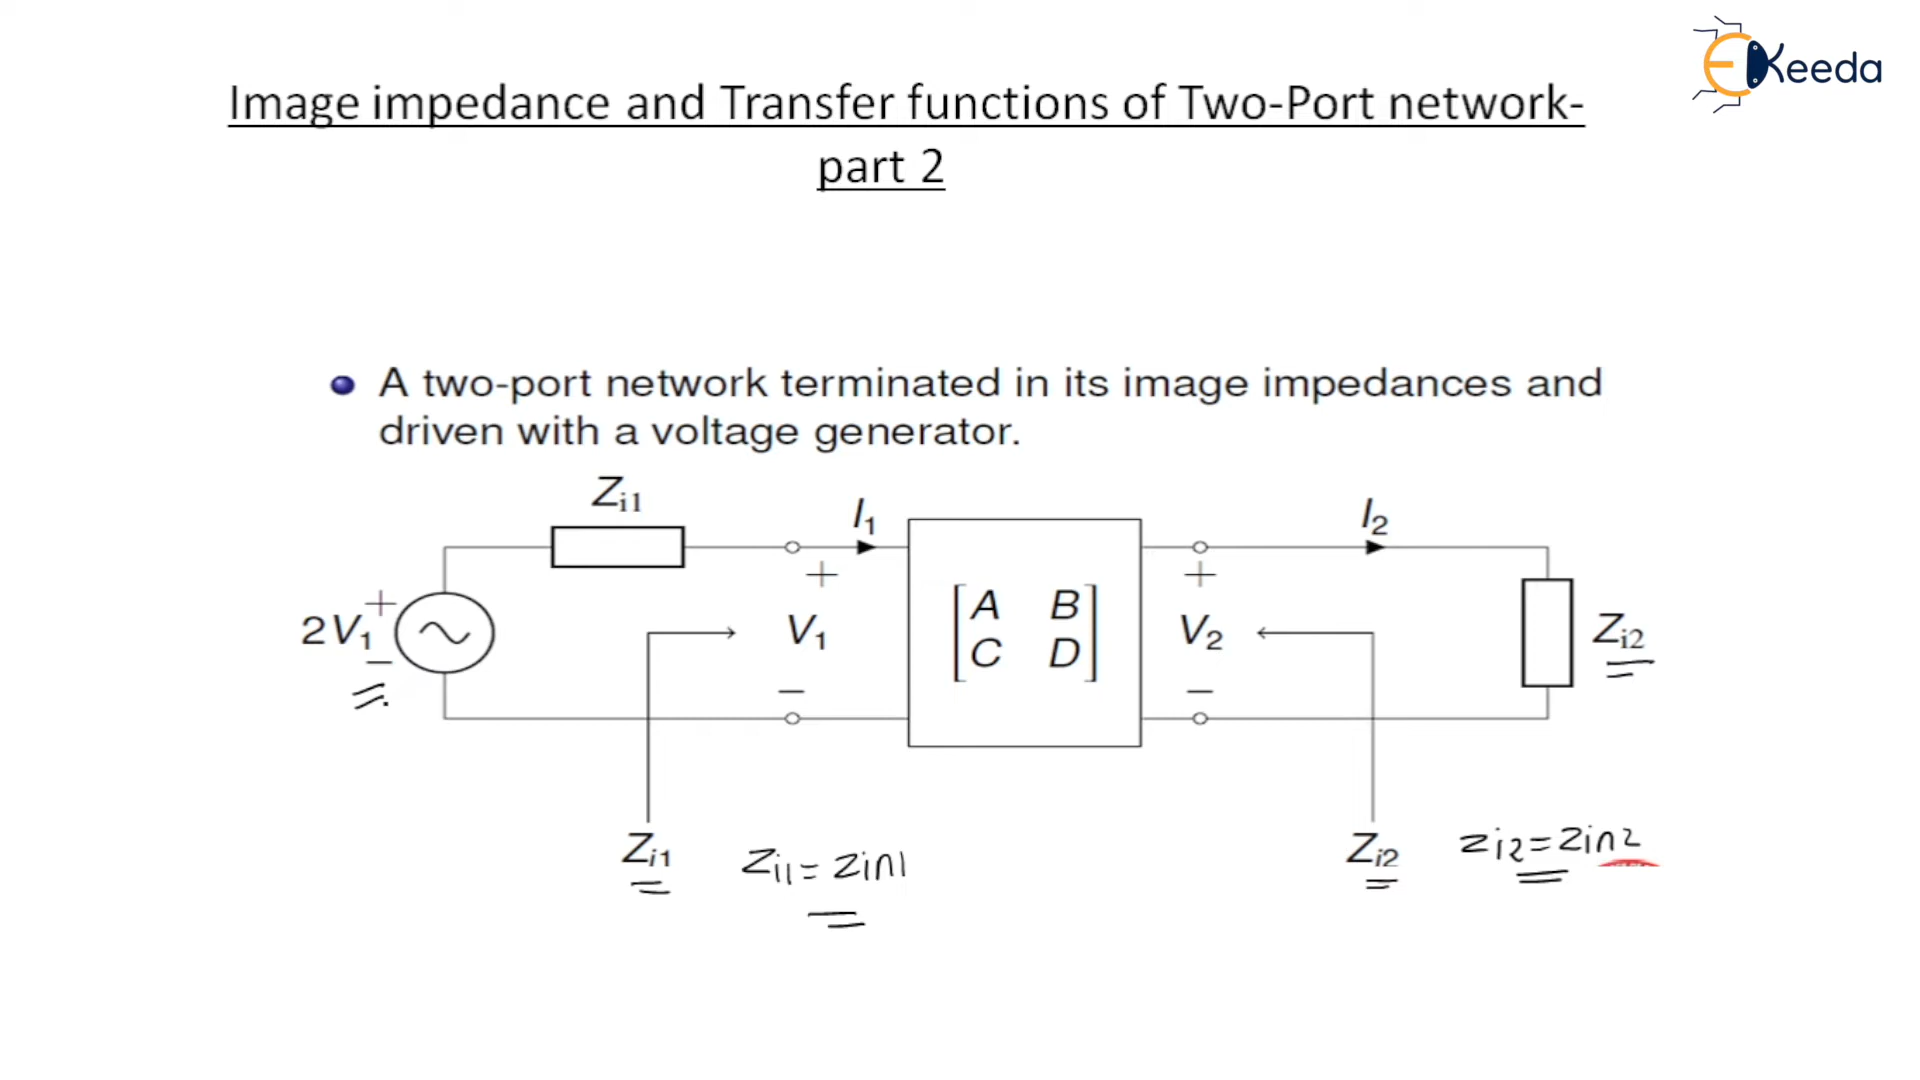 EKeeda
Image impedance and Transfer functions of Two-Port network-
part 2
A two-port network terminated in its image impedances and
driven with a voltage generator.
Zi1
I1
I2
+
+
+
2V1
V1
A B
C D
V2
Zi2
−
−
−
Zi1
Zi1 = Zin1
Zi2
Zi2 = Zin2